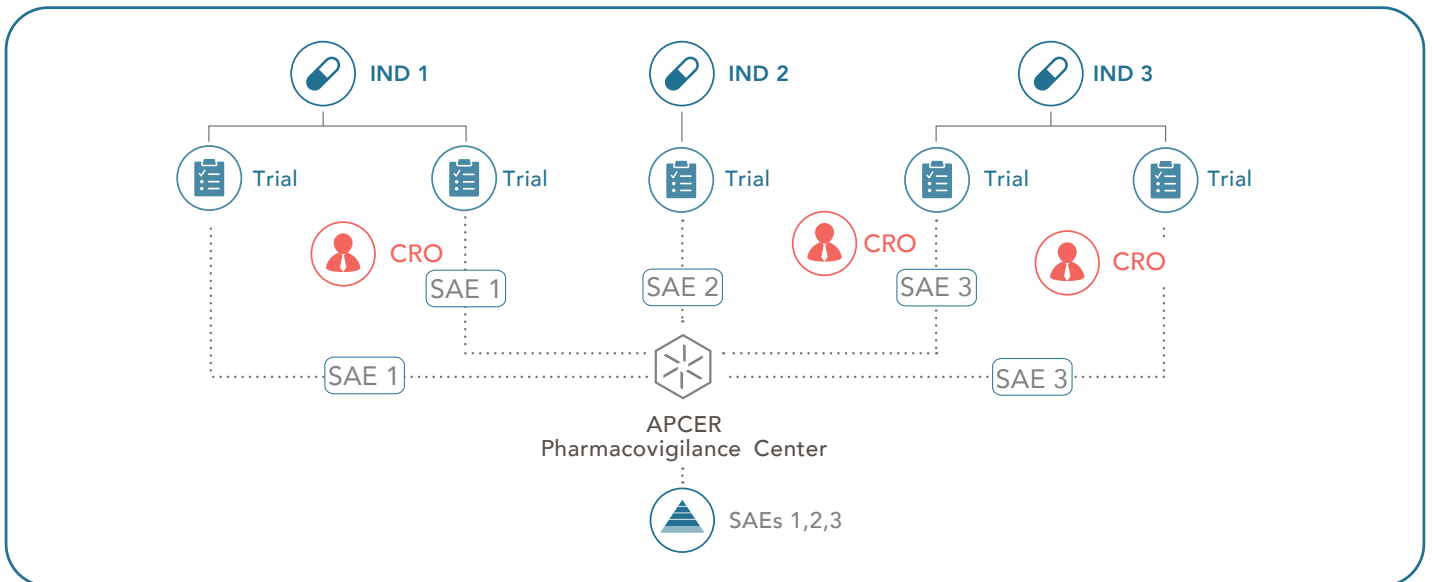 IND 1
IND 2
IND 3
Trial
Trial
Trial
Trial
Trial
CRO
CRO
CRO
SAE 1
SAE 2
SAE 3
SAE 1
SAE 3
APCER
Pharmacovigilance Center
SAEs 1,2,3